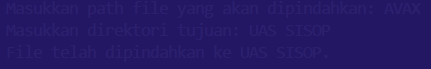 Masukkan path file yang akan dipindahkan: AVAX
Masukkan direktori tujuan: UAS SISOP
File telah dipindahkan ke UAS SISOP.